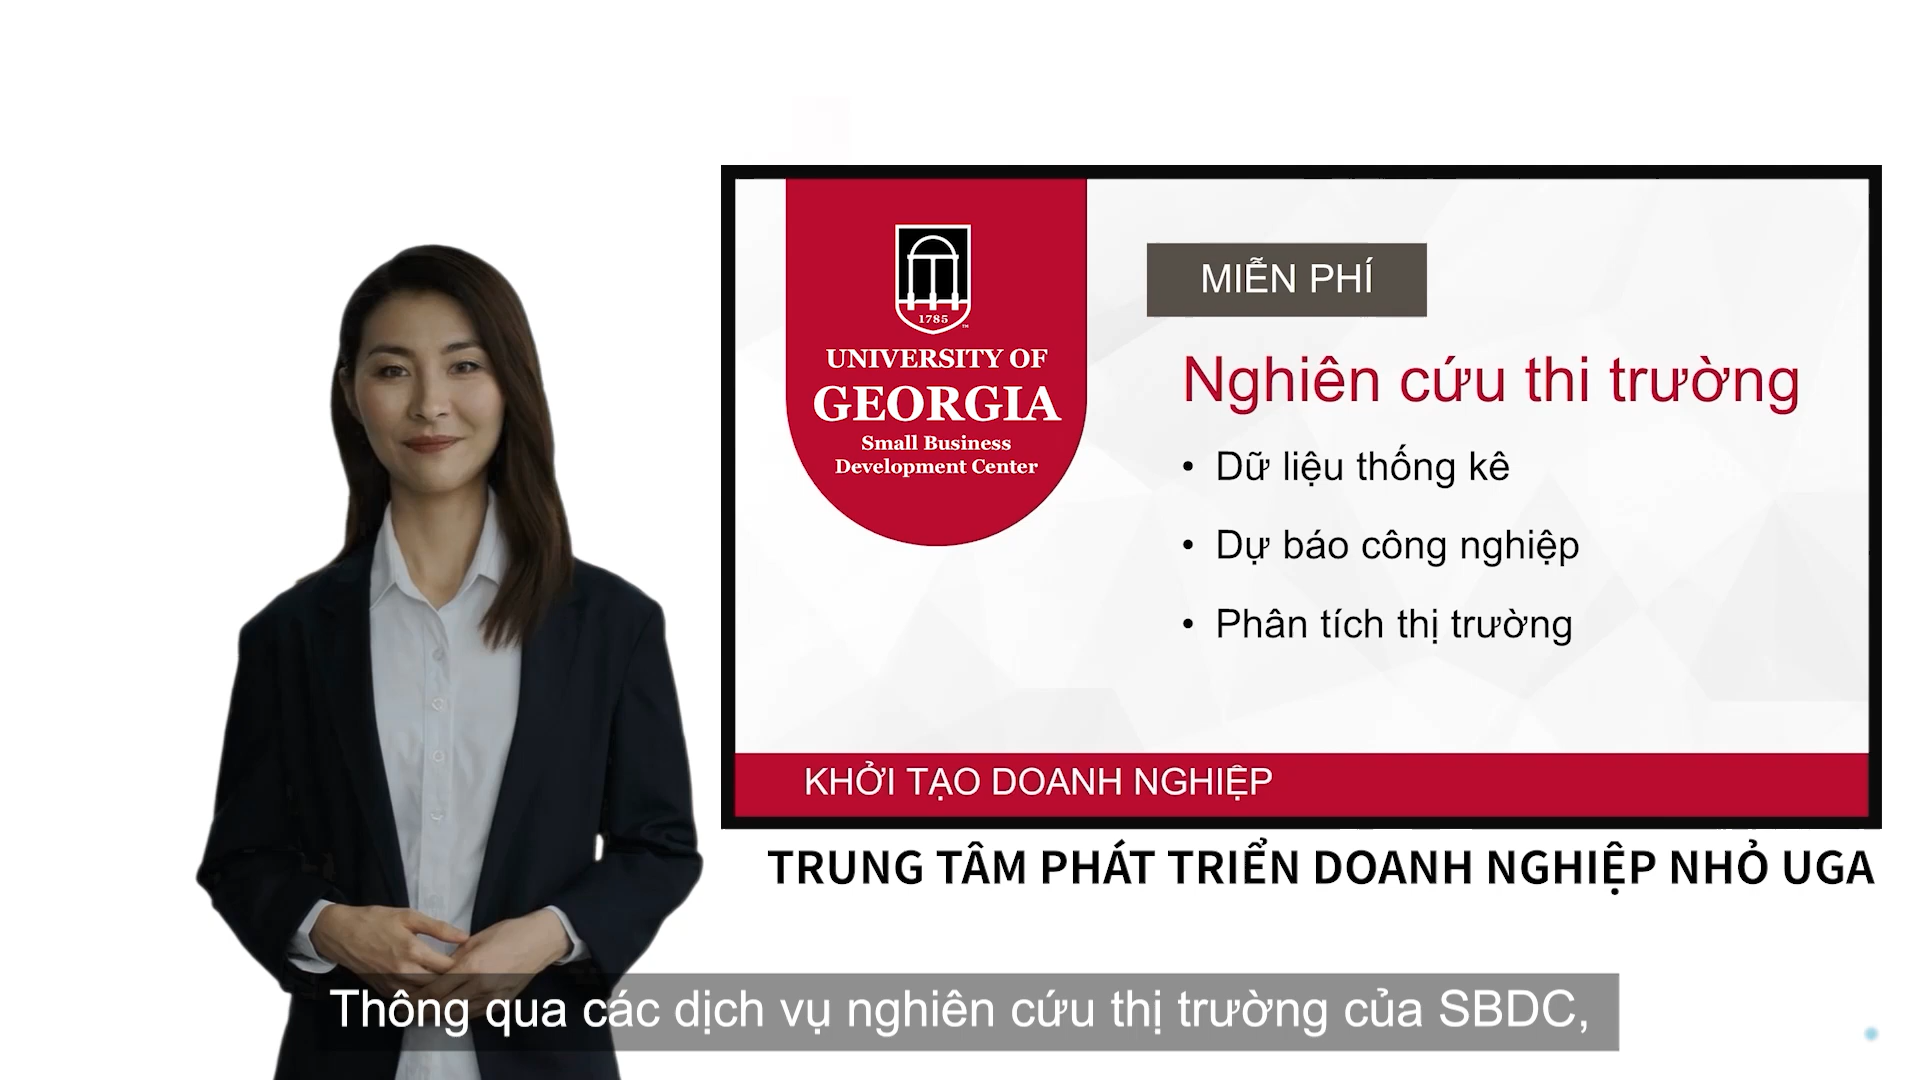 1785
UNIVERSITY OF
GEORGIA
Small Business
Development Center
MIỄN PHÍ
Nghiên cứu thi trường
• Dữ liệu thống kê
• Dự báo công nghiệp
• Phân tích thị trường
KHỞI TẠO DOANH NGHIỆP
TRUNG TÂM PHÁT TRIỂN DOANH NGHIỆP NHỎ UGA
Thông qua các dịch vụ nghiên cứu thị trường của SBDC,